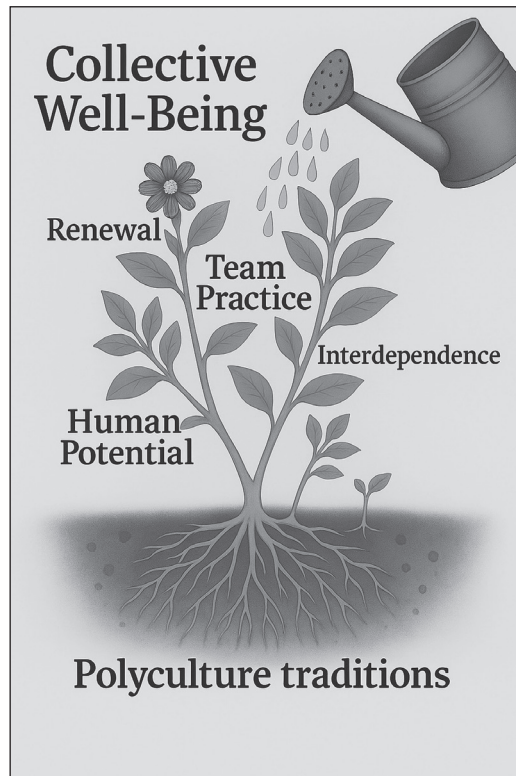 Collective
Well-Being
Renewal
Team
Practice
Interdependence
Human
Potential
Polyculture traditions